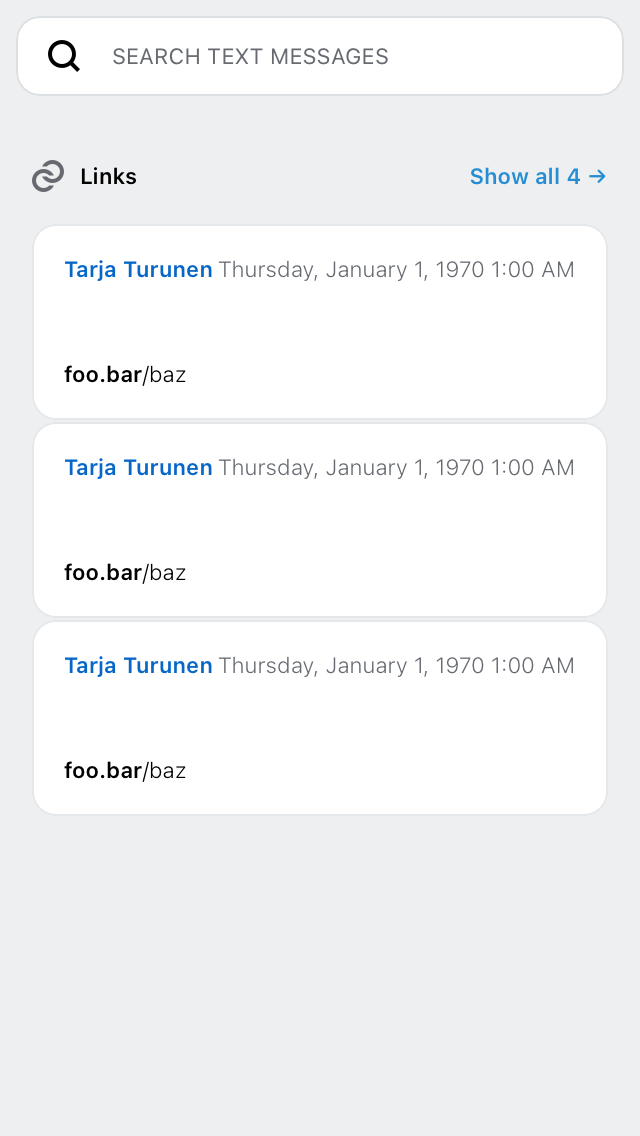 SEARCH TEXT MESSAGES
Links
Show all 4 →
Tarja Turunen Thursday, January 1, 1970 1:00 AM
foo.bar/baz
Tarja Turunen Thursday, January 1, 1970 1:00 AM
foo.bar/baz
Tarja Turunen Thursday, January 1, 1970 1:00 AM
foo.bar/baz